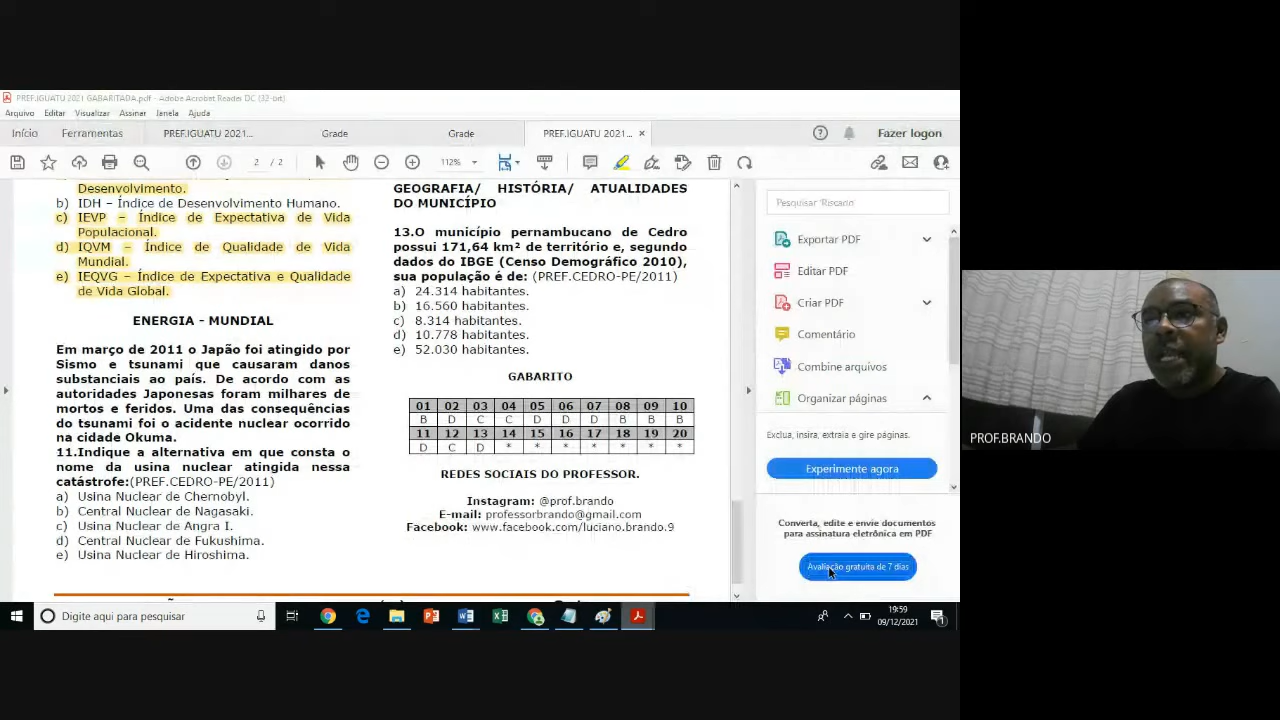 PREF.IGUATU 2021 GABARITADA.pdf - Adobe Acrobat Reader DC (32-bit)
Arquivo Editar Visualizar Assinar Janela Ajuda
Início Ferramentas PREF.IGUATU 2021... Grade Grade PREF.IGUATU 2021... ×
Fazer logon
2 / 2 112%
Desenvolvimento.
b) IDH – Índice de Desenvolvimento Humano.
c) IEVP – Índice de Expectativa de Vida
Populacional.
d) IQVM – Índice de Qualidade de Vida
Mundial.
e) IEQVG – Índice de Expectativa e Qualidade
de Vida Global.
ENERGIA - MUNDIAL
Em março de 2011 o Japão foi atingido por
Sismo e tsunami que causaram danos
substanciais ao país. De acordo com as
autoridades Japonesas foram milhares de
mortos e feridos. Uma das consequências
do tsunami foi o acidente nuclear ocorrido
na cidade Okuma.
11.Indique a alternativa em que consta o
nome da usina nuclear atingida nessa
catástrofe:(PREF.CEDRO-PE/2011)
a) Usina Nuclear de Chernobyl.
b) Central Nuclear de Nagasaki.
c) Usina Nuclear de Angra I.
d) Central Nuclear de Fukushima.
e) Usina Nuclear de Hiroshima.
GEOGRAFIA/ HISTÓRIA/ ATUALIDADES
DO MUNICÍPIO
13.O município pernambucano de Cedro
possui 171,64 km² de território e, segundo
dados do IBGE (Censo Demográfico 2010),
sua população é de: (PREF.CEDRO-PE/2011)
a) 24.314 habitantes.
b) 16.560 habitantes.
c) 8.314 habitantes.
d) 10.778 habitantes.
e) 52.030 habitantes.
GABARITO
01 02 03 04 05 06 07 08 09 10
B D C C D D D B B B
11 12 13 14 15 16 17 18 19 20
D C D * * * * * * *
REDES SOCIAIS DO PROFESSOR.
Instagram: @prof.brando
E-mail: professorbrando@gmail.com
Facebook: www.facebook.com/luciano.brando.9
Pesquisar 'Riscado'
Exportar PDF
Editar PDF
Criar PDF
Comentário
Combine arquivos
Organizar páginas
Exclua, insira, extraia e gire páginas.
Experimente agora
Converta, edite e envie documentos
para assinatura eletrônica em PDF
Avaliação gratuita de 7 dias
PROF.BRANDO
Digite aqui para pesquisar
19:59
09/12/2021
1